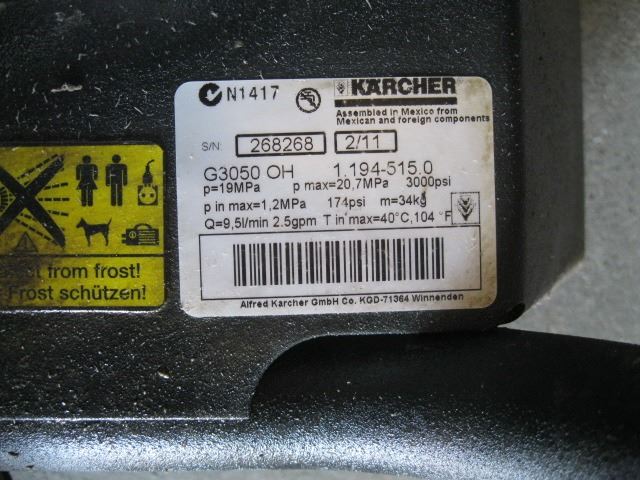 N1417
KÄRCHER
Assembled in Mexico from
Mexican and foreign components
S/N: 268268 2/11
G3050 OH 1.194-515.0
p=19MPa p max=20,7MPa 3000psi
p in max=1,2MPa 174psi m=34kg
Q=9,5l/min 2.5gpm T in max=40°C,104 °F
Alfred Karcher GmbH Co. KGD-71364 Winnenden
from frost!
Frost schützen!